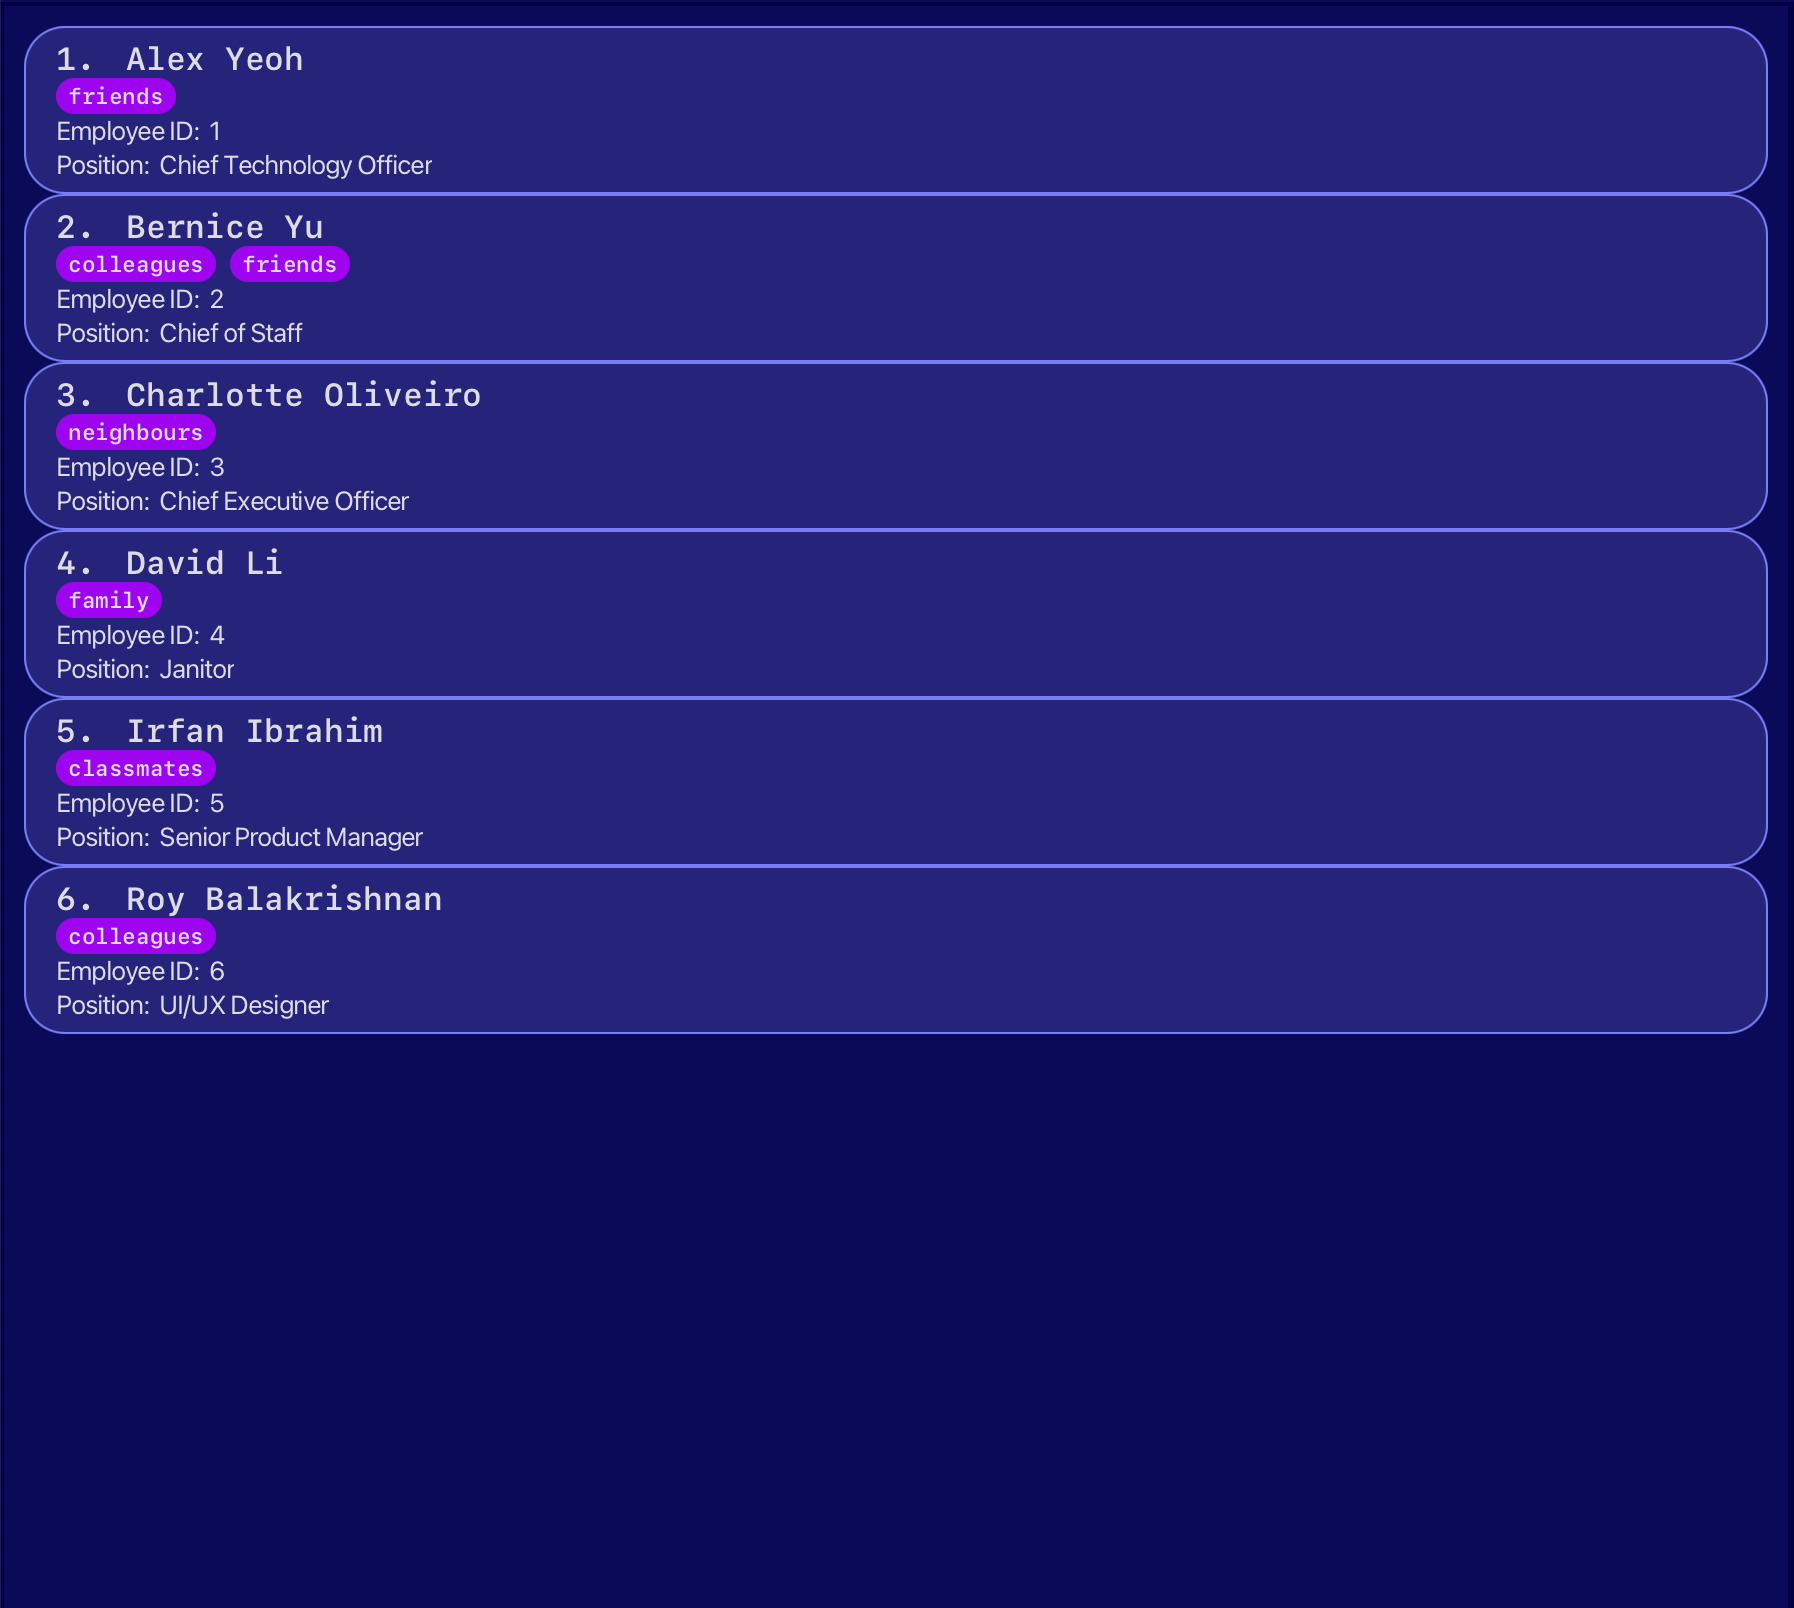 1. Alex Yeoh
friends
Employee ID: 1
Position: Chief Technology Officer
2. Bernice Yu
colleagues friends
Employee ID: 2
Position: Chief of Staff
3. Charlotte Oliveiro
neighbours
Employee ID: 3
Position: Chief Executive Officer
4. David Li
family
Employee ID: 4
Position: Janitor
5. Irfan Ibrahim
classmates
Employee ID: 5
Position: Senior Product Manager
6. Roy Balakrishnan
colleagues
Employee ID: 6
Position: UI/UX Designer